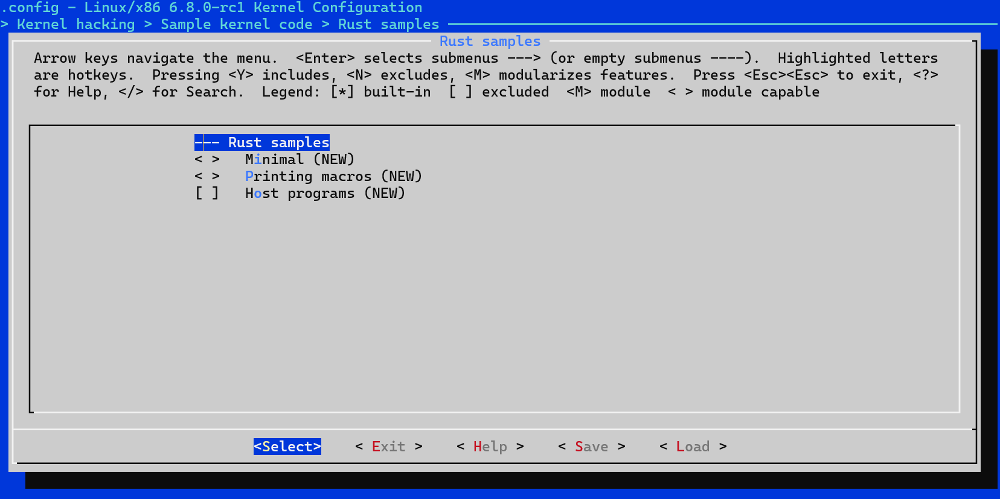 .config - Linux/x86 6.8.0-rc1 Kernel Configuration
> Kernel hacking > Sample kernel code > Rust samples
Rust samples
Arrow keys navigate the menu.  <Enter> selects submenus ---> (or empty submenus ----).  Highlighted letters
are hotkeys.  Pressing <Y> includes, <N> excludes, <M> modularizes features.  Press <Esc><Esc> to exit, <?>
for Help, </> for Search.  Legend: [*] built-in  [ ] excluded  <M> module  < > module capable
--- Rust samples
< >   Minimal (NEW)
< >   Printing macros (NEW)
[ ]   Host programs (NEW)
<Select>    < Exit >    < Help >    < Save >    < Load >